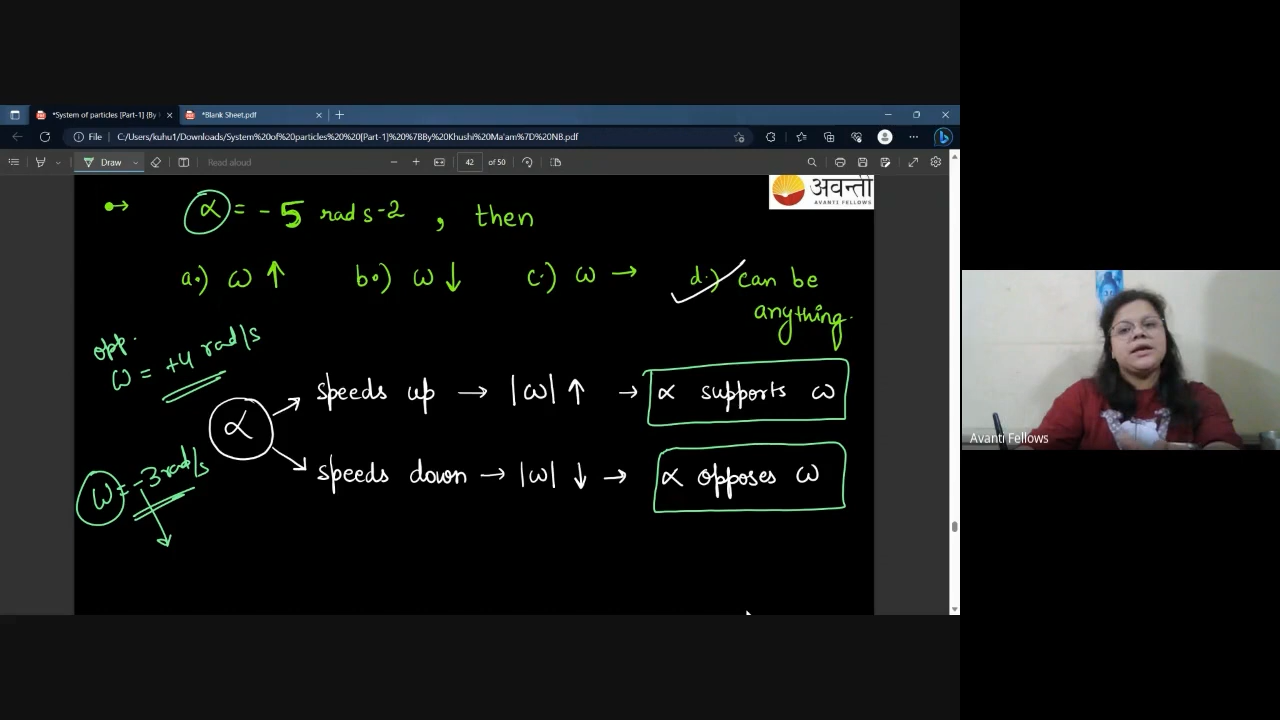 *System of particles [Part-1] (By
*Blank Sheet.pdf
File
C:/Users/kuhu1/Downloads/System%20of%20particles%20%20[Part-1]%20%7BBy%20Khushi%20Ma'am%7D%20NB.pdf
Draw
Read aloud
42 of 50
अवन्ती
AVANTI FELLOWS
α = -5 rad s-2 , then
a.) ω ↑ b.) ω ↓ c.) ω → d.) can be
anything.
opp.
ω = +4 rad/s
speeds up → |ω| ↑ → α supports ω
α
ω = -3 rad/s
speeds down → |ω| ↓ → α opposes ω
Avanti Fellows